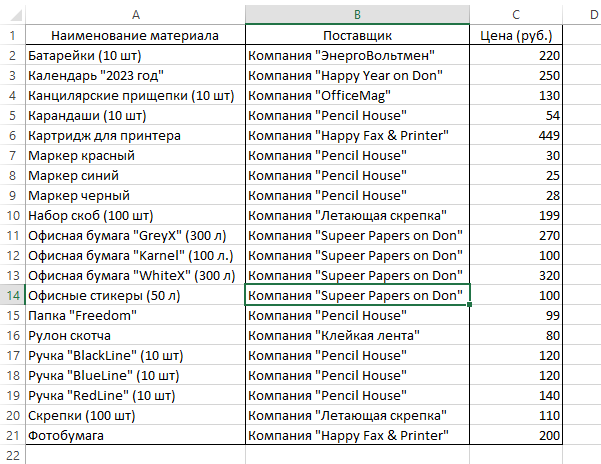 A B C D
1 Наименование материала Поставщик Цена (руб.)
2 Батарейки (10 шт) Компания "ЭнергоВольтмен" 220
3 Календарь "2023 год" Компания "Happy Year on Don" 250
4 Канцилярские прищепки (10 шт) Компания "OfficeMag" 130
5 Карандаши (10 шт) Компания "Pencil House" 54
6 Картридж для принтера Компания "Happy Fax & Printer" 449
7 Маркер красный Компания "Pencil House" 30
8 Маркер синий Компания "Pencil House" 25
9 Маркер черный Компания "Pencil House" 28
10 Набор скоб (100 шт) Компания "Летающая скрепка" 199
11 Офисная бумага "GreyX" (300 л) Компания "Supeer Papers on Don" 270
12 Офисная бумага "Karnel" (100 л.) Компания "Supeer Papers on Don" 100
13 Офисная бумага "WhiteX" (300 л) Компания "Supeer Papers on Don" 320
14 Офисные стикеры (50 л) Компания "Supeer Papers on Don" 100
15 Папка "Freedom" Компания "Pencil House" 99
16 Рулон скотча Компания "Клейкая лента" 80
17 Ручка "BlackLine" (10 шт) Компания "Pencil House" 120
18 Ручка "BlueLine" (10 шт) Компания "Pencil House" 120
19 Ручка "RedLine" (10 шт) Компания "Pencil House" 140
20 Скрепки (100 шт) Компания "Летающая скрепка" 110
21 Фотобумага Компания "Happy Fax & Printer" 200
22